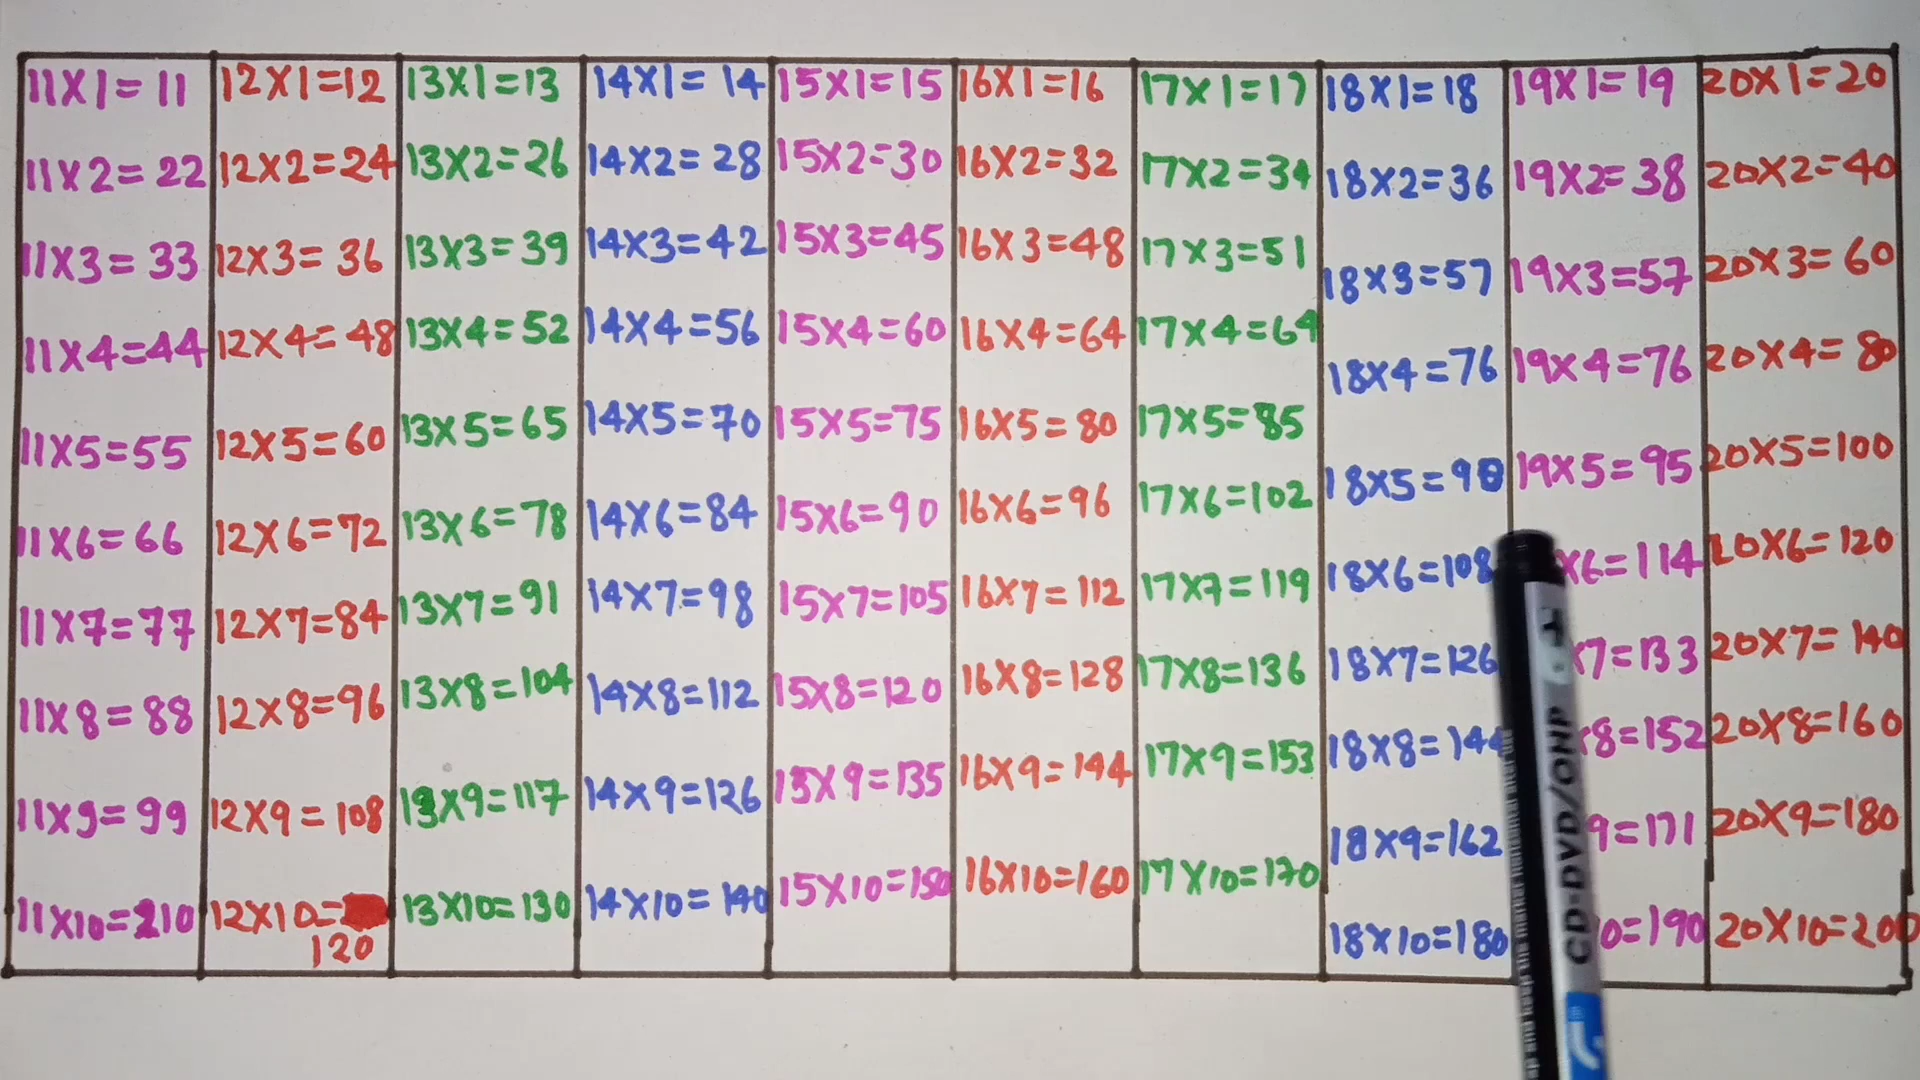 11X1=11 12X1=12 13X1=13 14X1=14 15X1=15 16X1=16 17X1=17 18X1=18 19X1=19 20X1=20
11X2=22 12X2=24 13X2=26 14X2=28 15X2=30 16X2=32 17X2=34 18X2=36 19X2=38 20X2=40
11X3=33 12X3=36 13X3=39 14X3=42 15X3=45 16X3=48 17X3=51 18X3=57 19X3=57 20X3=60
11X4=44 12X4=48 13X4=52 14X4=56 15X4=60 16X4=64 17X4=64 18X4=76 19X4=76 20X4=80
11X5=55 12X5=60 13X5=65 14X5=70 15X5=75 16X5=80 17X5=85 18X5=90 19X5=95 20X5=100
11X6=66 12X6=72 13X6=78 14X6=84 15X6=90 16X6=96 17X6=102 18X6=108 X6=114 20X6=120
11X7=77 12X7=84 13X7=91 14X7=98 15X7=105 16X7=112 17X7=119 18X7=126 X7=133 20X7=140
11X8=88 12X8=96 13X8=104 14X8=112 15X8=120 16X8=128 17X8=136 18X8=144 X8=152 20X8=160
11X9=99 12X9=108 13X9=117 14X9=126 15X9=135 16X9=144 17X9=153 18X9=162 9=171 20X9=180
11X10=210 12X10= 13X10=130 14X10=140 15X10=150 16X10=160 17X10=170 18X10=180 0=190 20X10=200
120
CD-DVD/OHP